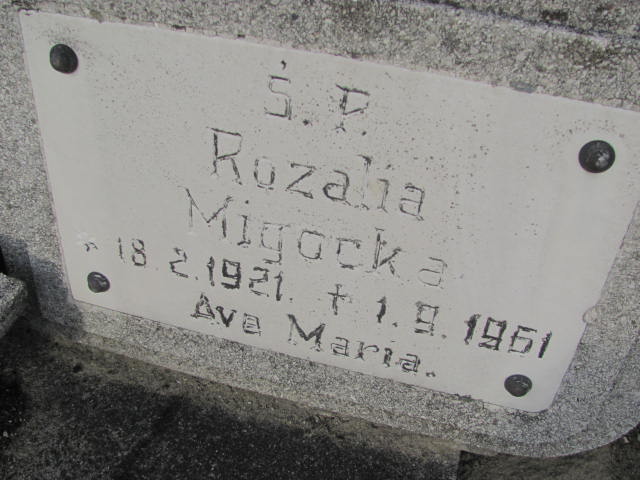 Ś.P.
Rozalia
Migocka
* 18.2.1921. † 1.9.1961
Ave Maria.